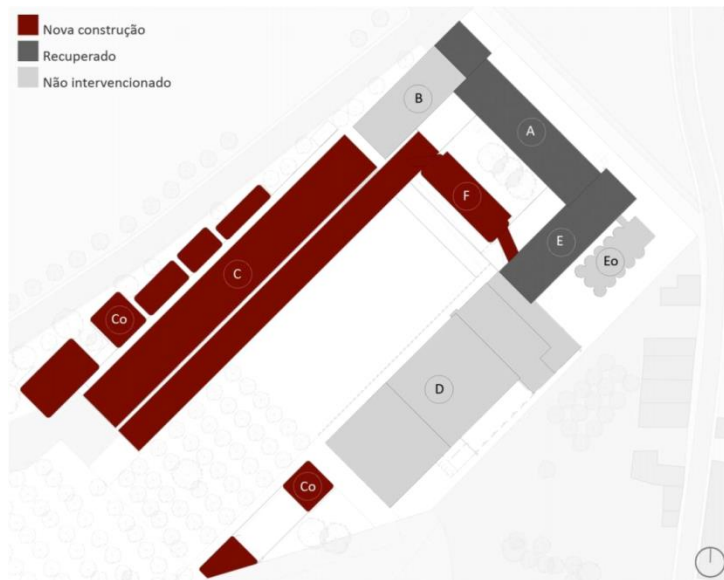 Nova construção
Recuperado
Não intervencionado
B
A
F
E
Eo
C
Co
D
Co